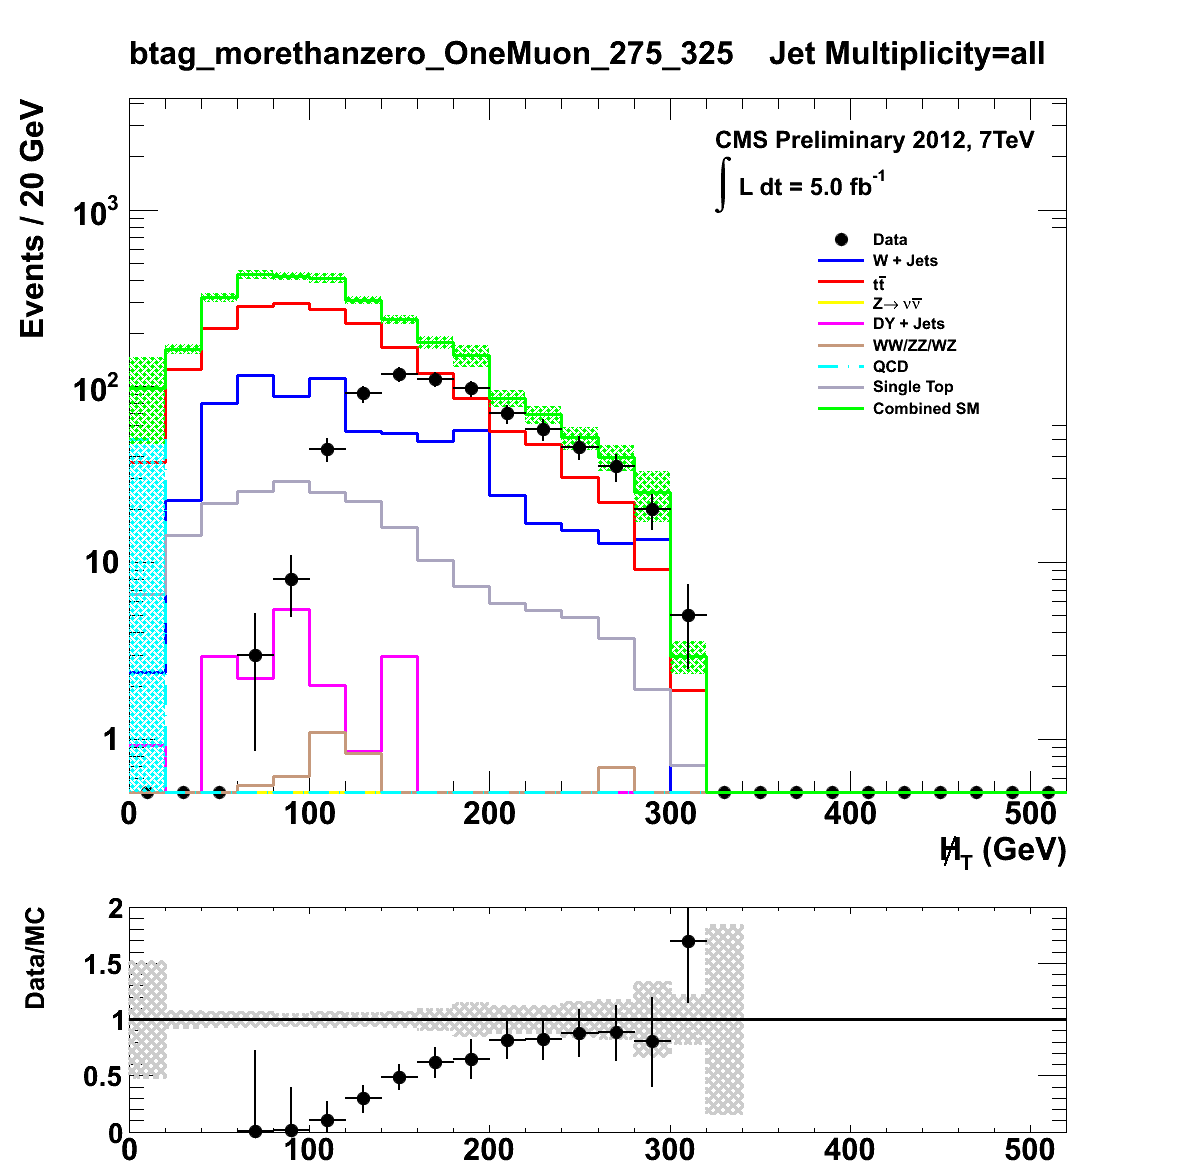 btag_morethanzero_OneMuon_275_325 Jet Multiplicity=all
Events / 20 GeV
CMS Preliminary 2012, 7TeV
∫ L dt = 5.0 fb⁻¹
Data
W + Jets
tt̅
Z→ νν̅
DY + Jets
WW/ZZ/WZ
QCD
Single Top
Combined SM
10³
10²
10
1
0 100 200 300 400 500
H̸_T (GeV)
Data/MC
2
1.5
1
0.5
0
0 100 200 300 400 500